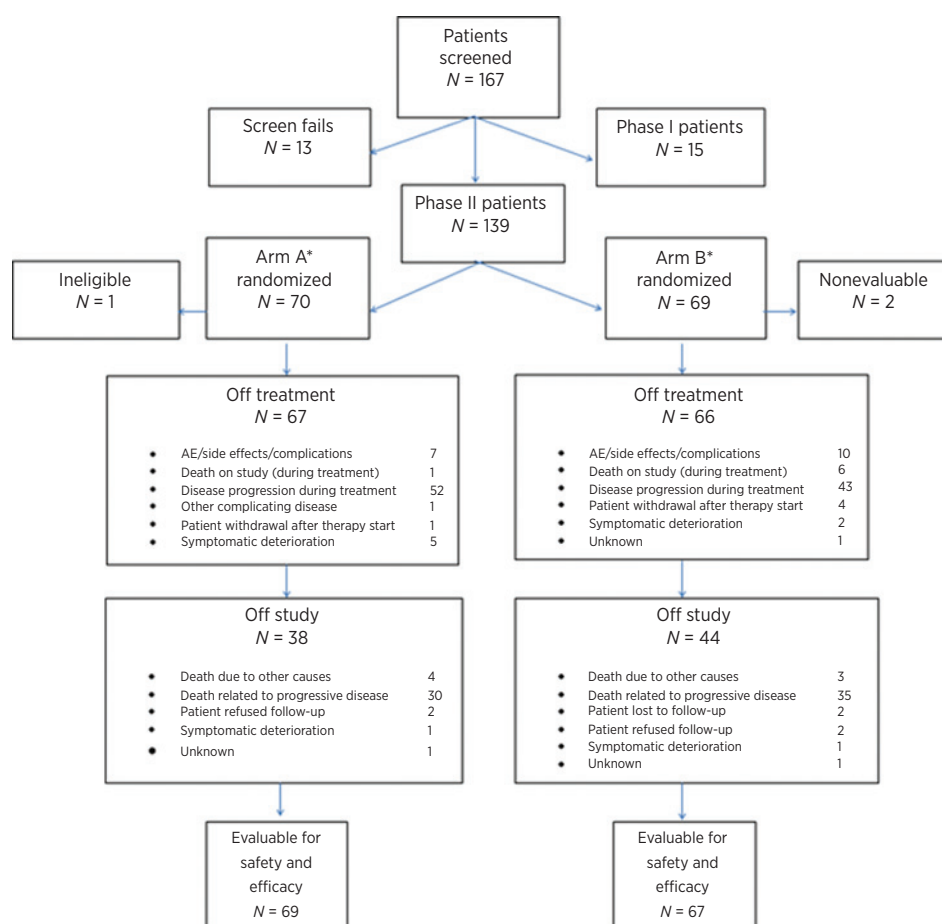 Patients
screened
N = 167
Screen fails
N = 13
Phase I patients
N = 15
Phase II patients
N = 139
Ineligible
N = 1
Arm A*
randomized
N = 70
Arm B*
randomized
N = 69
Nonevaluable
N = 2
Off treatment
N = 67
• AE/side effects/complications 7
• Death on study (during treatment) 1
• Disease progression during treatment 52
• Other complicating disease 1
• Patient withdrawal after therapy start 1
• Symptomatic deterioration 5
Off treatment
N = 66
• AE/side effects/complications 10
• Death on study (during treatment) 6
• Disease progression during treatment 43
• Patient withdrawal after therapy start 4
• Symptomatic deterioration 2
• Unknown 1
Off study
N = 38
• Death due to other causes 4
• Death related to progressive disease 30
• Patient refused follow-up 2
• Symptomatic deterioration 1
• Unknown 1
Off study
N = 44
• Death due to other causes 3
• Death related to progressive disease 35
• Patient lost to follow-up 2
• Patient refused follow-up 2
• Symptomatic deterioration 1
• Unknown 1
Evaluable for
safety and
efficacy
N = 69
Evaluable for
safety and
efficacy
N = 67